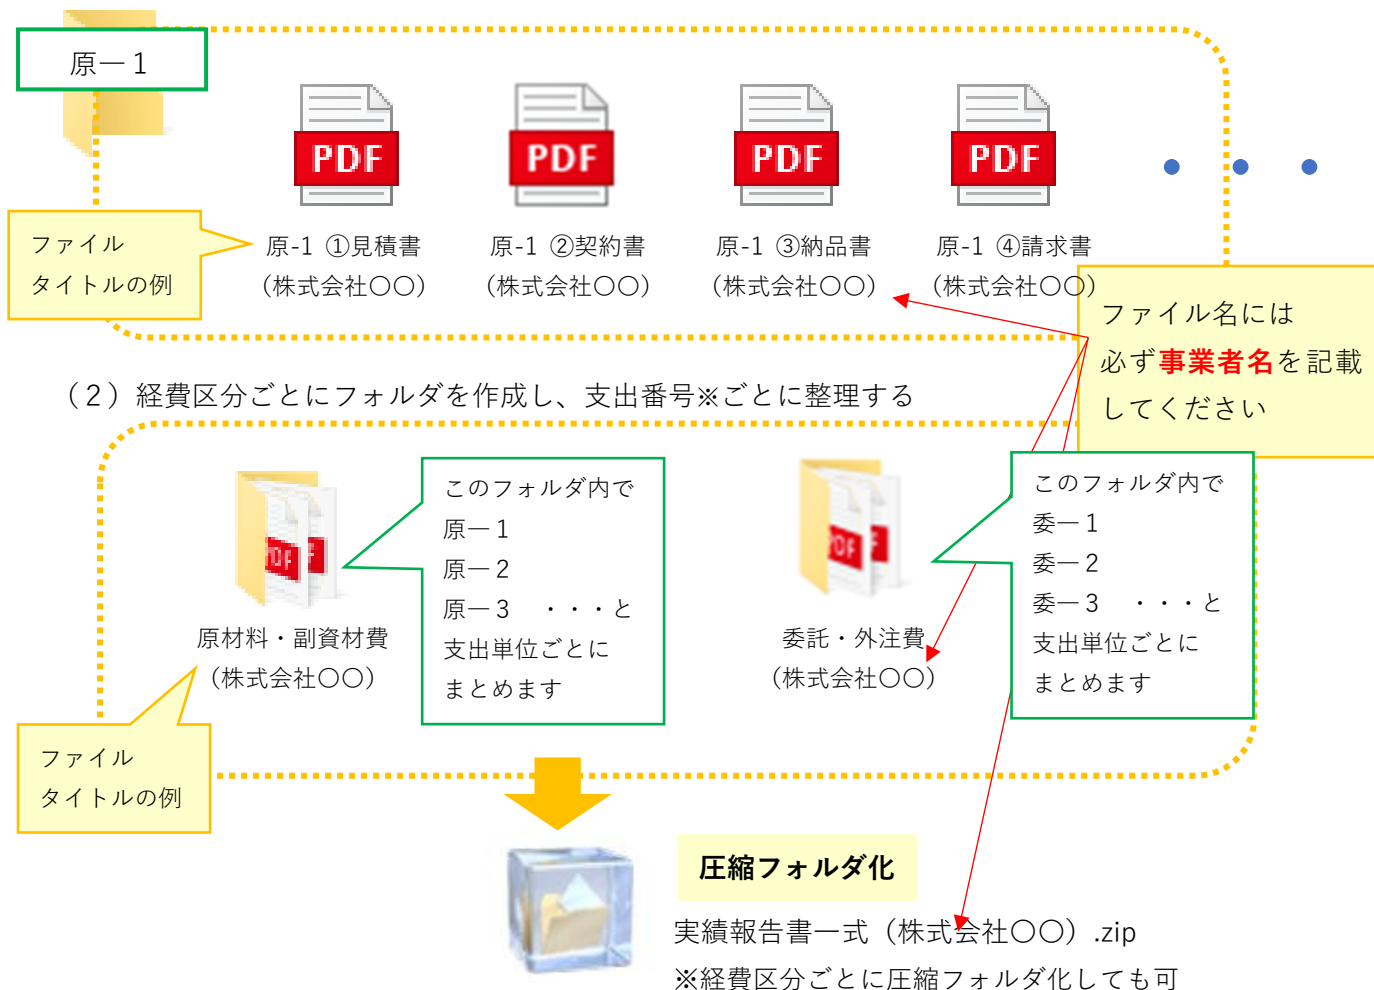 原―1
PDF
PDF
PDF
PDF
・・・
ファイル
タイトルの例
原-1 ①見積書
(株式会社〇〇)
原-1 ②契約書
(株式会社〇〇)
原-1 ③納品書
(株式会社〇〇)
原-1 ④請求書
(株式会社〇〇)
ファイル名には
必ず事業者名を記載
してください
（2）経費区分ごとにフォルダを作成し、支出番号※ごとに整理する
PDF
F
原材料・副資材費
(株式会社〇〇)
このフォルダ内で
原―1
原―2
原―3 ・・・と
支出単位ごとに
まとめます
PDF
F
委託・外注費
(株式会社〇〇)
このフォルダ内で
委―1
委―2
委―3 ・・・と
支出単位ごとに
まとめます
ファイル
タイトルの例
圧縮フォルダ化
実績報告書一式（株式会社〇〇）.zip
※経費区分ごとに圧縮フォルダ化しても可